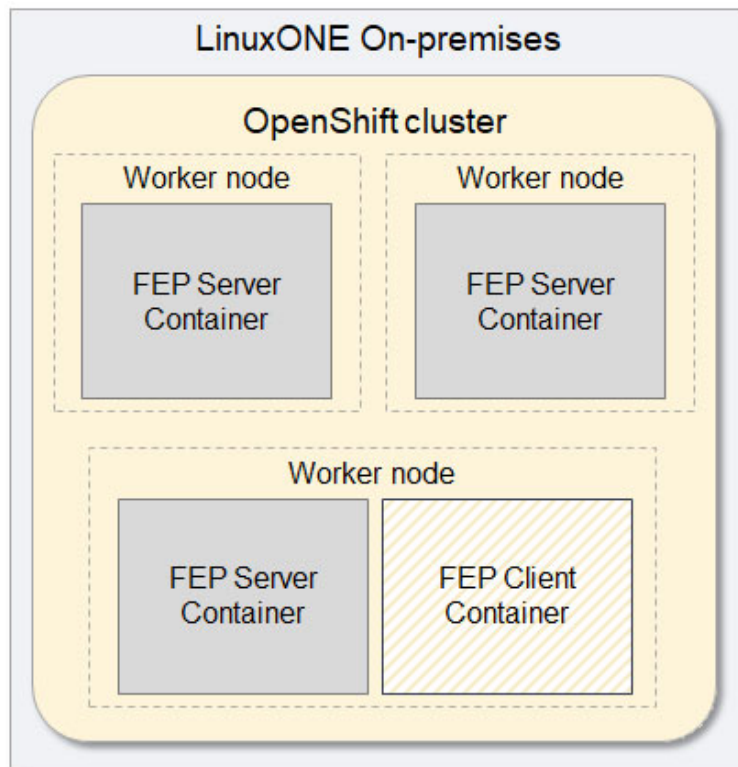 LinuxONE On-premises
OpenShift cluster
Worker node
FEP Server
Container
Worker node
FEP Server
Container
Worker node
FEP Server
Container
FEP Client
Container